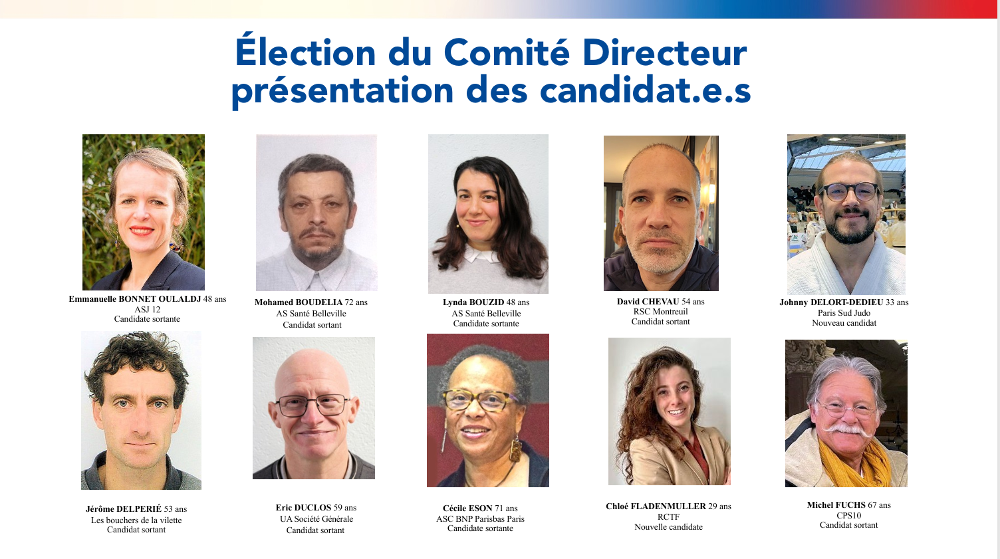 Élection du Comité Directeur
présentation des candidat.e.s
Emmanuelle BONNET OULALDJ 48 ans
ASJ 12
Candidate sortante
Mohamed BOUDELIA 72 ans
AS Santé Belleville
Candidat sortant
Lynda BOUZID 48 ans
AS Santé Belleville
Candidate sortante
David CHEVAU 54 ans
RSC Montreuil
Candidat sortant
Johnny DELORT-DEDIEU 33 ans
Paris Sud Judo
Nouveau candidat
Jérôme DELPERIÉ 53 ans
Les bouchers de la vilette
Candidat sortant
Eric DUCLOS 59 ans
UA Société Générale
Candidat sortant
Cécile ESON 71 ans
ASC BNP Parisbas Paris
Candidate sortante
Chloé FLADENMULLER 29 ans
RCTF
Nouvelle candidate
Michel FUCHS 67 ans
CPS10
Candidat sortant